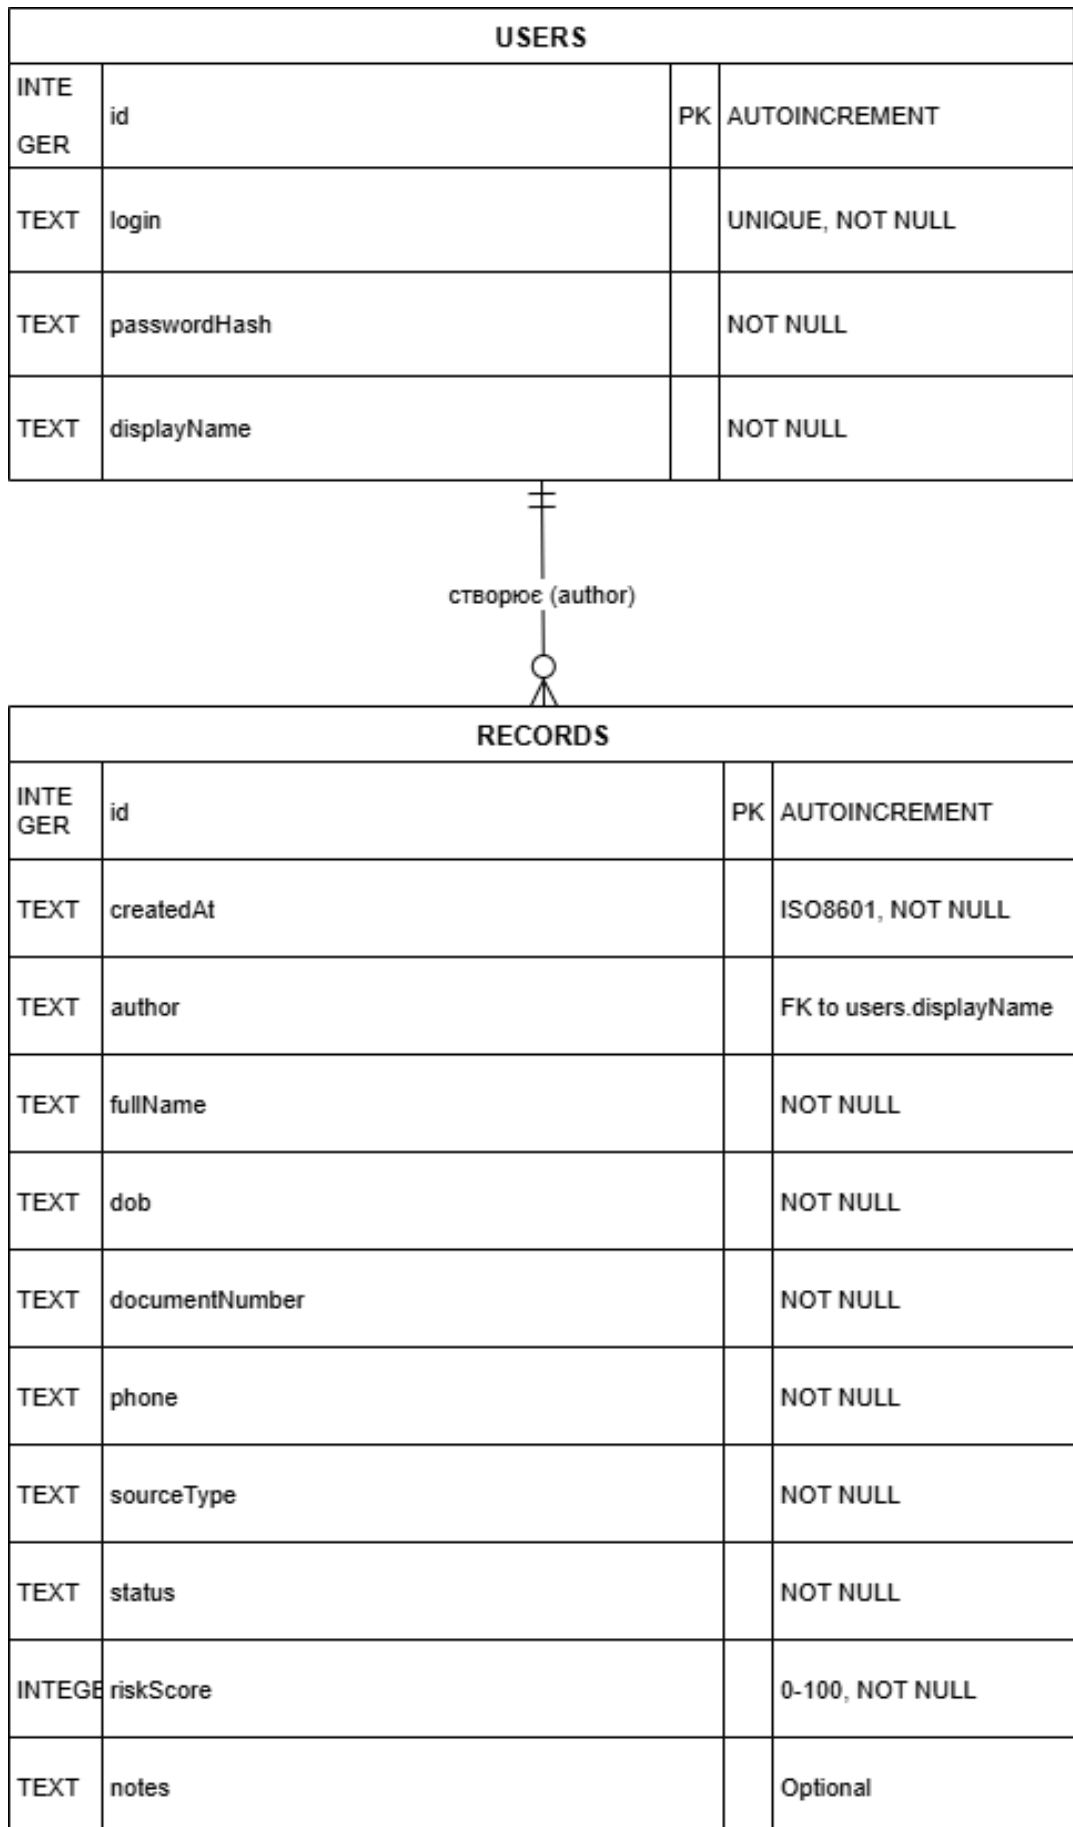 USERS
INTE
GER
id PK AUTOINCREMENT
TEXT login UNIQUE, NOT NULL
TEXT passwordHash NOT NULL
TEXT displayName NOT NULL
створює (author)
RECORDS
INTE
GER
id PK AUTOINCREMENT
TEXT createdAt ISO8601, NOT NULL
TEXT author FK to users.displayName
TEXT fullName NOT NULL
TEXT dob NOT NULL
TEXT documentNumber NOT NULL
TEXT phone NOT NULL
TEXT sourceType NOT NULL
TEXT status NOT NULL
INTEGE riskScore 0-100, NOT NULL
TEXT notes Optional